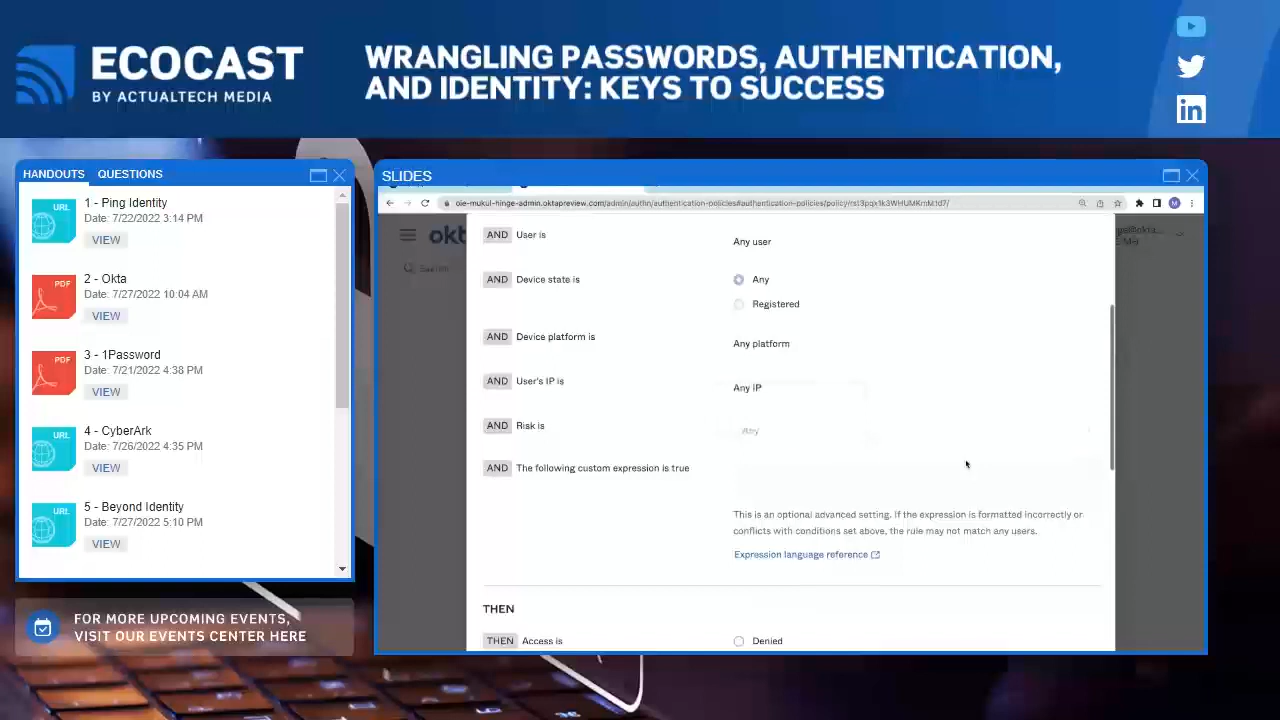 ECOCAST
BY ACTUALTECH MEDIA
WRANGLING PASSWORDS, AUTHENTICATION,
AND IDENTITY: KEYS TO SUCCESS
in
HANDOUTS QUESTIONS
URL
1 - Ping Identity
Date: 7/22/2022 3:14 PM
VIEW
PDF
2 - Okta
Date: 7/27/2022 10:04 AM
VIEW
PDF
3 - 1Password
Date: 7/21/2022 4:38 PM
VIEW
URL
4 - CyberArk
Date: 7/26/2022 4:35 PM
VIEW
URL
5 - Beyond Identity
Date: 7/27/2022 5:10 PM
VIEW
FOR MORE UPCOMING EVENTS,
VISIT OUR EVENTS CENTER HERE
SLIDES
M
okt
Search
AND User is
Any user
AND Device state is
Any
Registered
AND Device platform is
Any platform
AND User's IP is
Any IP
AND Risk is
Any
AND The following custom expression is true
This is an optional advanced setting. If the expression is formatted incorrectly or
conflicts with conditions set above, the rule may not match any users.
Expression language reference
THEN
THEN Access is
Denied